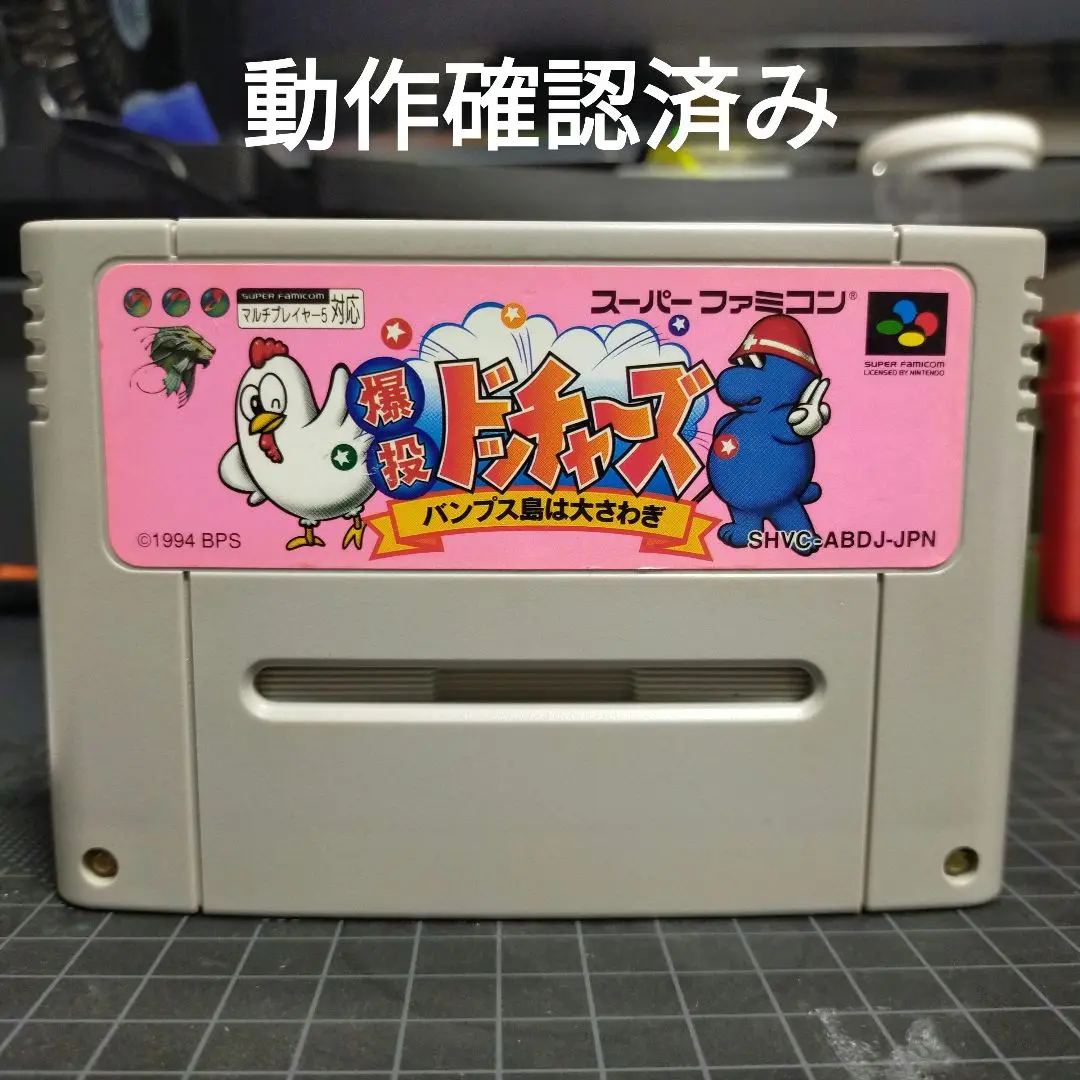 動作確認済み
SUPER FAMICOM
マルチプレイヤー5 対応
スーパーファミコン®
SUPER FAMICOM
LICENSED BY NINTENDO
爆投
ドッチャーズ
バンプス島は大さわぎ
©1994 BPS
SHVC-ABDJ-JPN